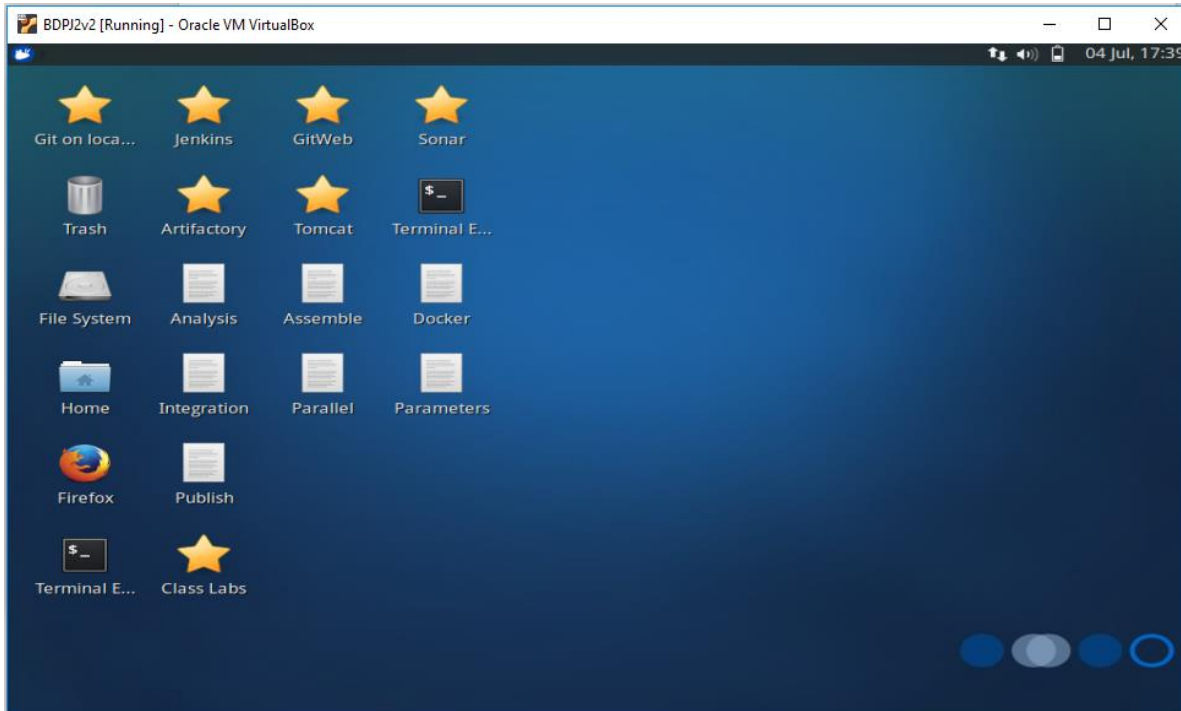 BDPJ2v2 [Running] - Oracle VM VirtualBox
04 Jul, 17:39
Git on loca... Jenkins GitWeb Sonar
$_
Trash Artifactory Tomcat Terminal E...
File System Analysis Assemble Docker
Home Integration Parallel Parameters
Firefox Publish
$_
Terminal E... Class Labs